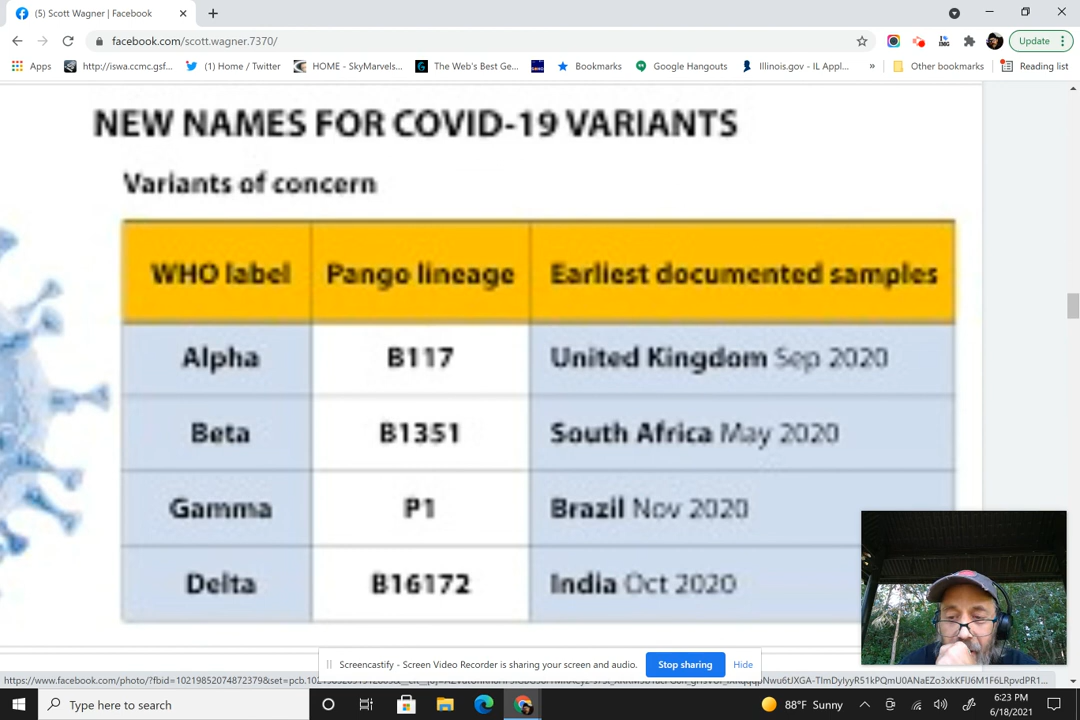 (5) Scott Wagner | Facebook
facebook.com/scott.wagner.7370/
Update
Apps http://iswa.ccmc.gsf... (1) Home / Twitter HOME - SkyMarvels... The Web's Best Ge... Bookmarks Google Hangouts Illinois.gov - IL Appl... » Other bookmarks Reading list
NEW NAMES FOR COVID-19 VARIANTS
Variants of concern
WHO label Pango lineage Earliest documented samples
Alpha B117 United Kingdom Sep 2020
Beta B1351 South Africa May 2020
Gamma P1 Brazil Nov 2020
Delta B16172 India Oct 2020
Screencastify - Screen Video Recorder is sharing your screen and audio. Stop sharing Hide
Type here to search
88°F Sunny
6:23 PM
6/18/2021